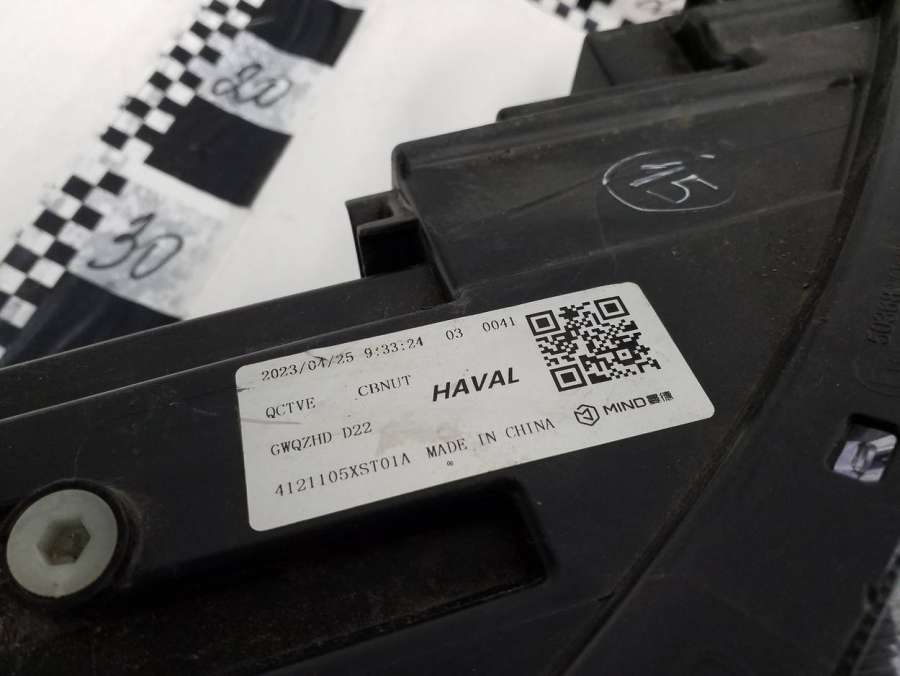 20
30
15
2023/04/25 9:33:24 03 0041
QCTVE CBNUT HAVAL
GWQZHD D22 MIND
4121105XST01A MADE IN CHINA